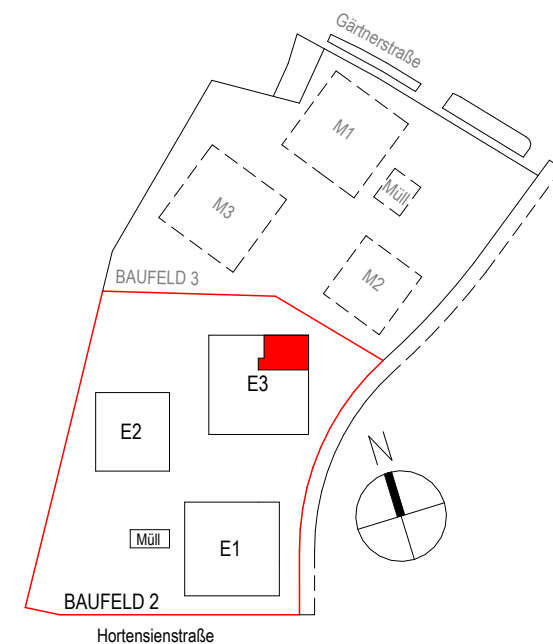 Gärtnerstraße
M1
Müll
M3
M2
BAUFELD 3
E3
E2
N
Müll
E1
BAUFELD 2
Hortensienstraße